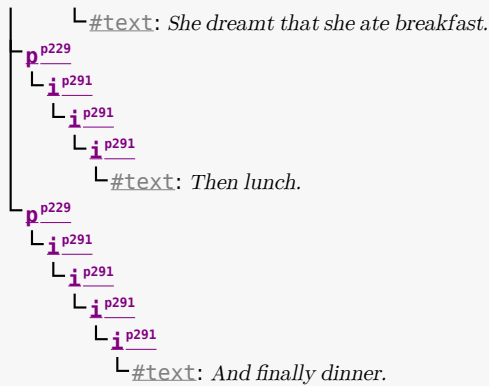 #text: She dreamt that she ate breakfast.
p p229
i p291
i p291
i p291
#text: Then lunch.
p p229
i p291
i p291
i p291
i p291
#text: And finally dinner.